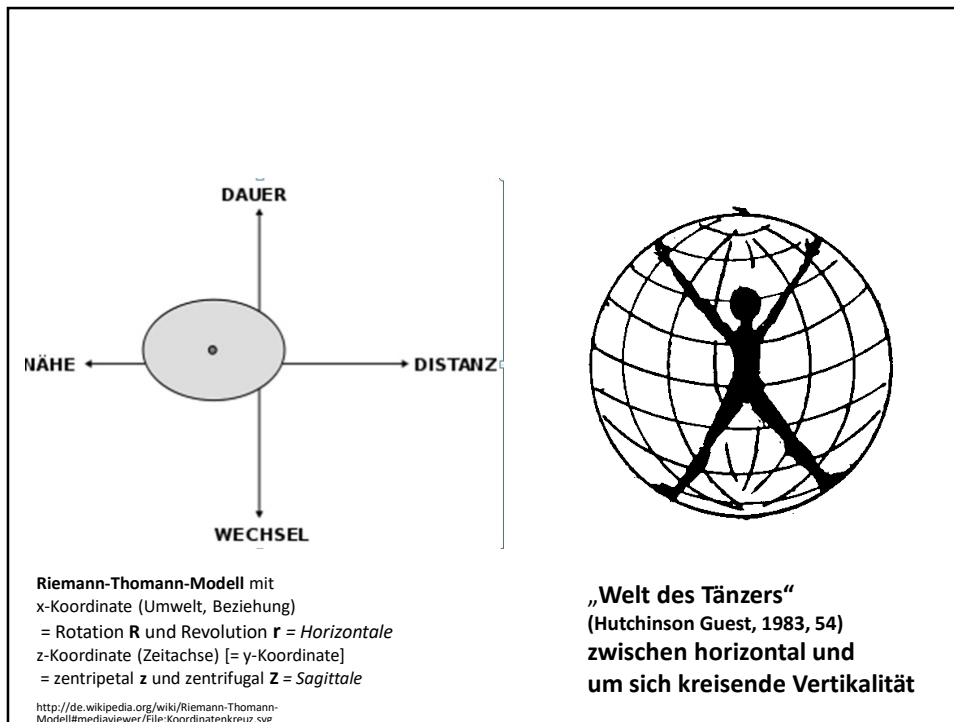 DAUER
NÄHE
DISTANZ
WECHSEL
Riemann-Thomann-Modell mit
x-Koordinate (Umwelt, Beziehung)
= Rotation R und Revolution r = Horizontale
z-Koordinate (Zeitachse) [= y-Koordinate]
= zentripetal z und zentrifugal Z = Sagittale
http://de.wikipedia.org/wiki/Riemann-Thomann-
Modell#mediaviewer/File:Koordinatenkreuz.svg
„Welt des Tänzers“
(Hutchinson Guest, 1983, 54)
zwischen horizontal und
um sich kreisende Vertikalität